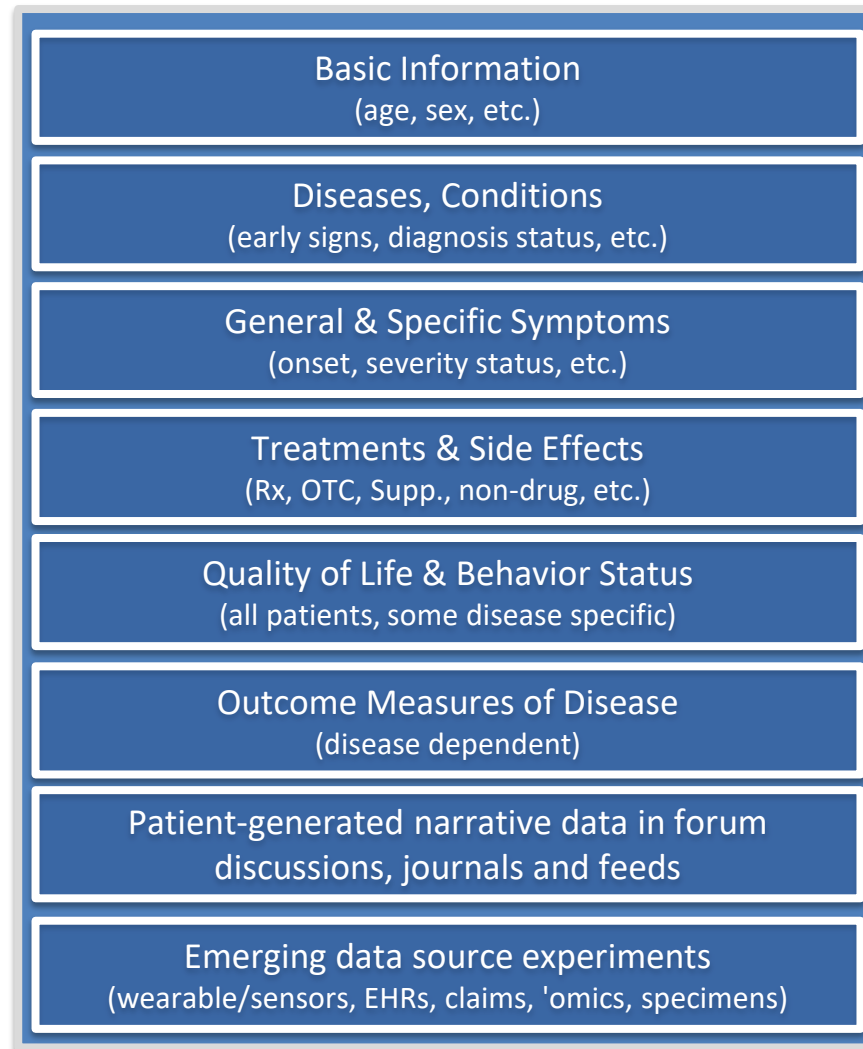 Basic Information
(age, sex, etc.)
Diseases, Conditions
(early signs, diagnosis status, etc.)
General & Specific Symptoms
(onset, severity status, etc.)
Treatments & Side Effects
(Rx, OTC, Supp., non-drug, etc.)
Quality of Life & Behavior Status
(all patients, some disease specific)
Outcome Measures of Disease
(disease dependent)
Patient-generated narrative data in forum
discussions, journals and feeds
Emerging data source experiments
(wearable/sensors, EHRs, claims, 'omics, specimens)